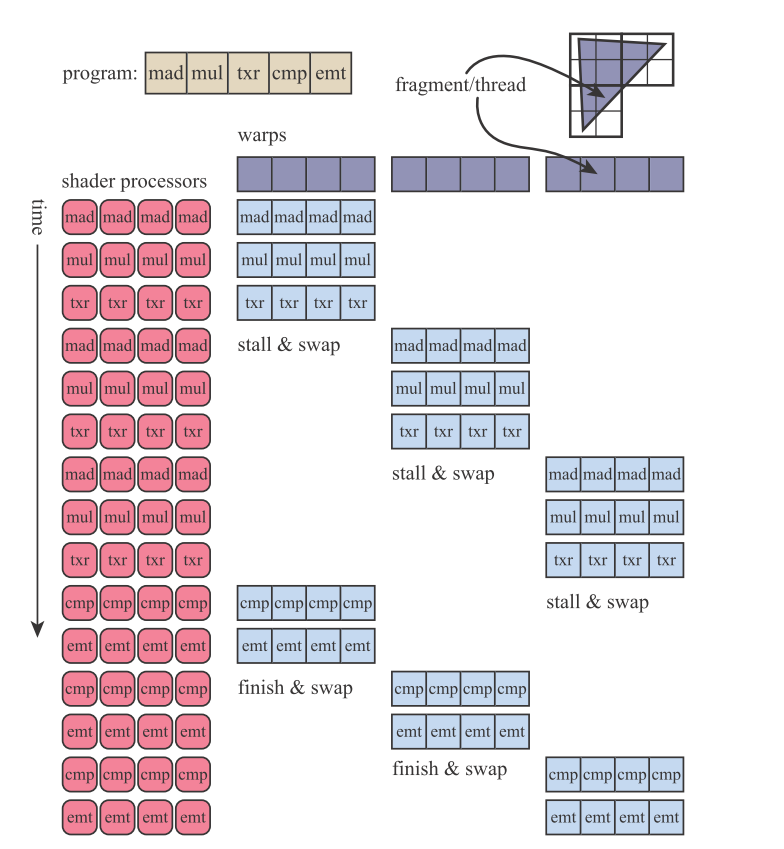 program: mad mul txr cmp emt
fragment/thread
warps
shader processors
time
mad mad mad mad mad mad mad mad
mul mul mul mul mul mul mul mul
txr txr txr txr txr txr txr txr
mad mad mad mad stall & swap mad mad mad mad
mul mul mul mul mul mul mul mul
txr txr txr txr txr txr txr txr
mad mad mad mad stall & swap mad mad mad mad
mul mul mul mul mul mul mul mul
txr txr txr txr txr txr txr txr
cmp cmp cmp cmp cmp cmp cmp cmp stall & swap
emt emt emt emt emt emt emt emt
cmp cmp cmp cmp finish & swap cmp cmp cmp cmp
emt emt emt emt emt emt emt emt
cmp cmp cmp cmp finish & swap cmp cmp cmp cmp
emt emt emt emt emt emt emt emt